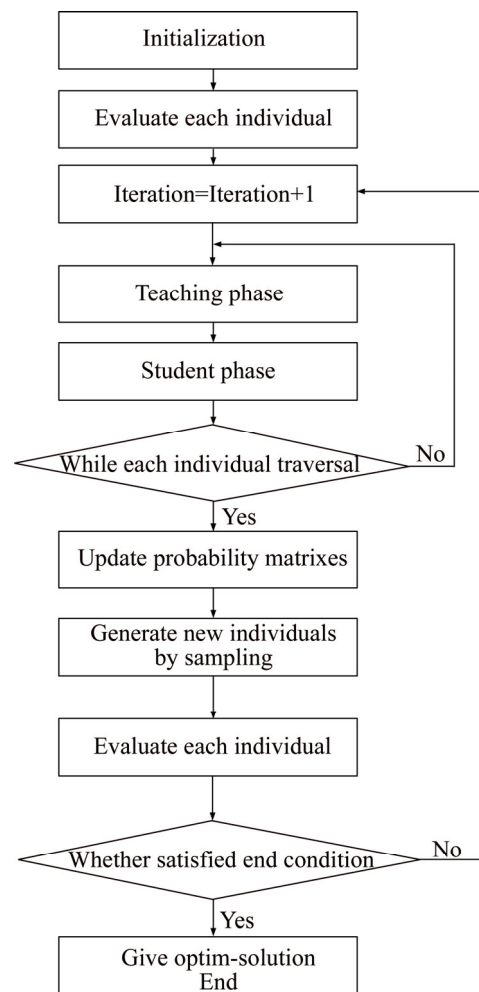 Initialization
Evaluate each individual
Iteration=Iteration+1
Teaching phase
Student phase
While each individual traversal
No
Yes
Update probability matrixes
Generate new individuals
by sampling
Evaluate each individual
Whether satisfied end condition
No
Yes
Give optim-solution
End